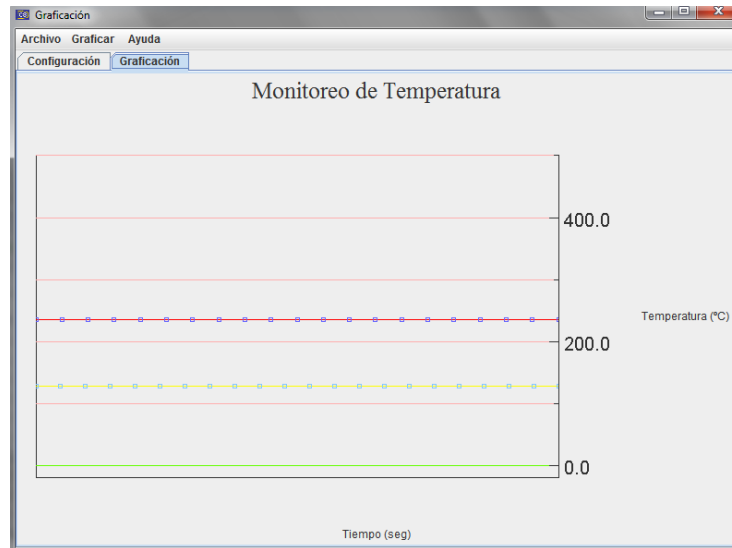 Graficación
Archivo Graficar Ayuda
Configuración Graficación
Monitoreo de Temperatura
400.0
Temperatura (ºC)
200.0
0.0
Tiempo (seg)